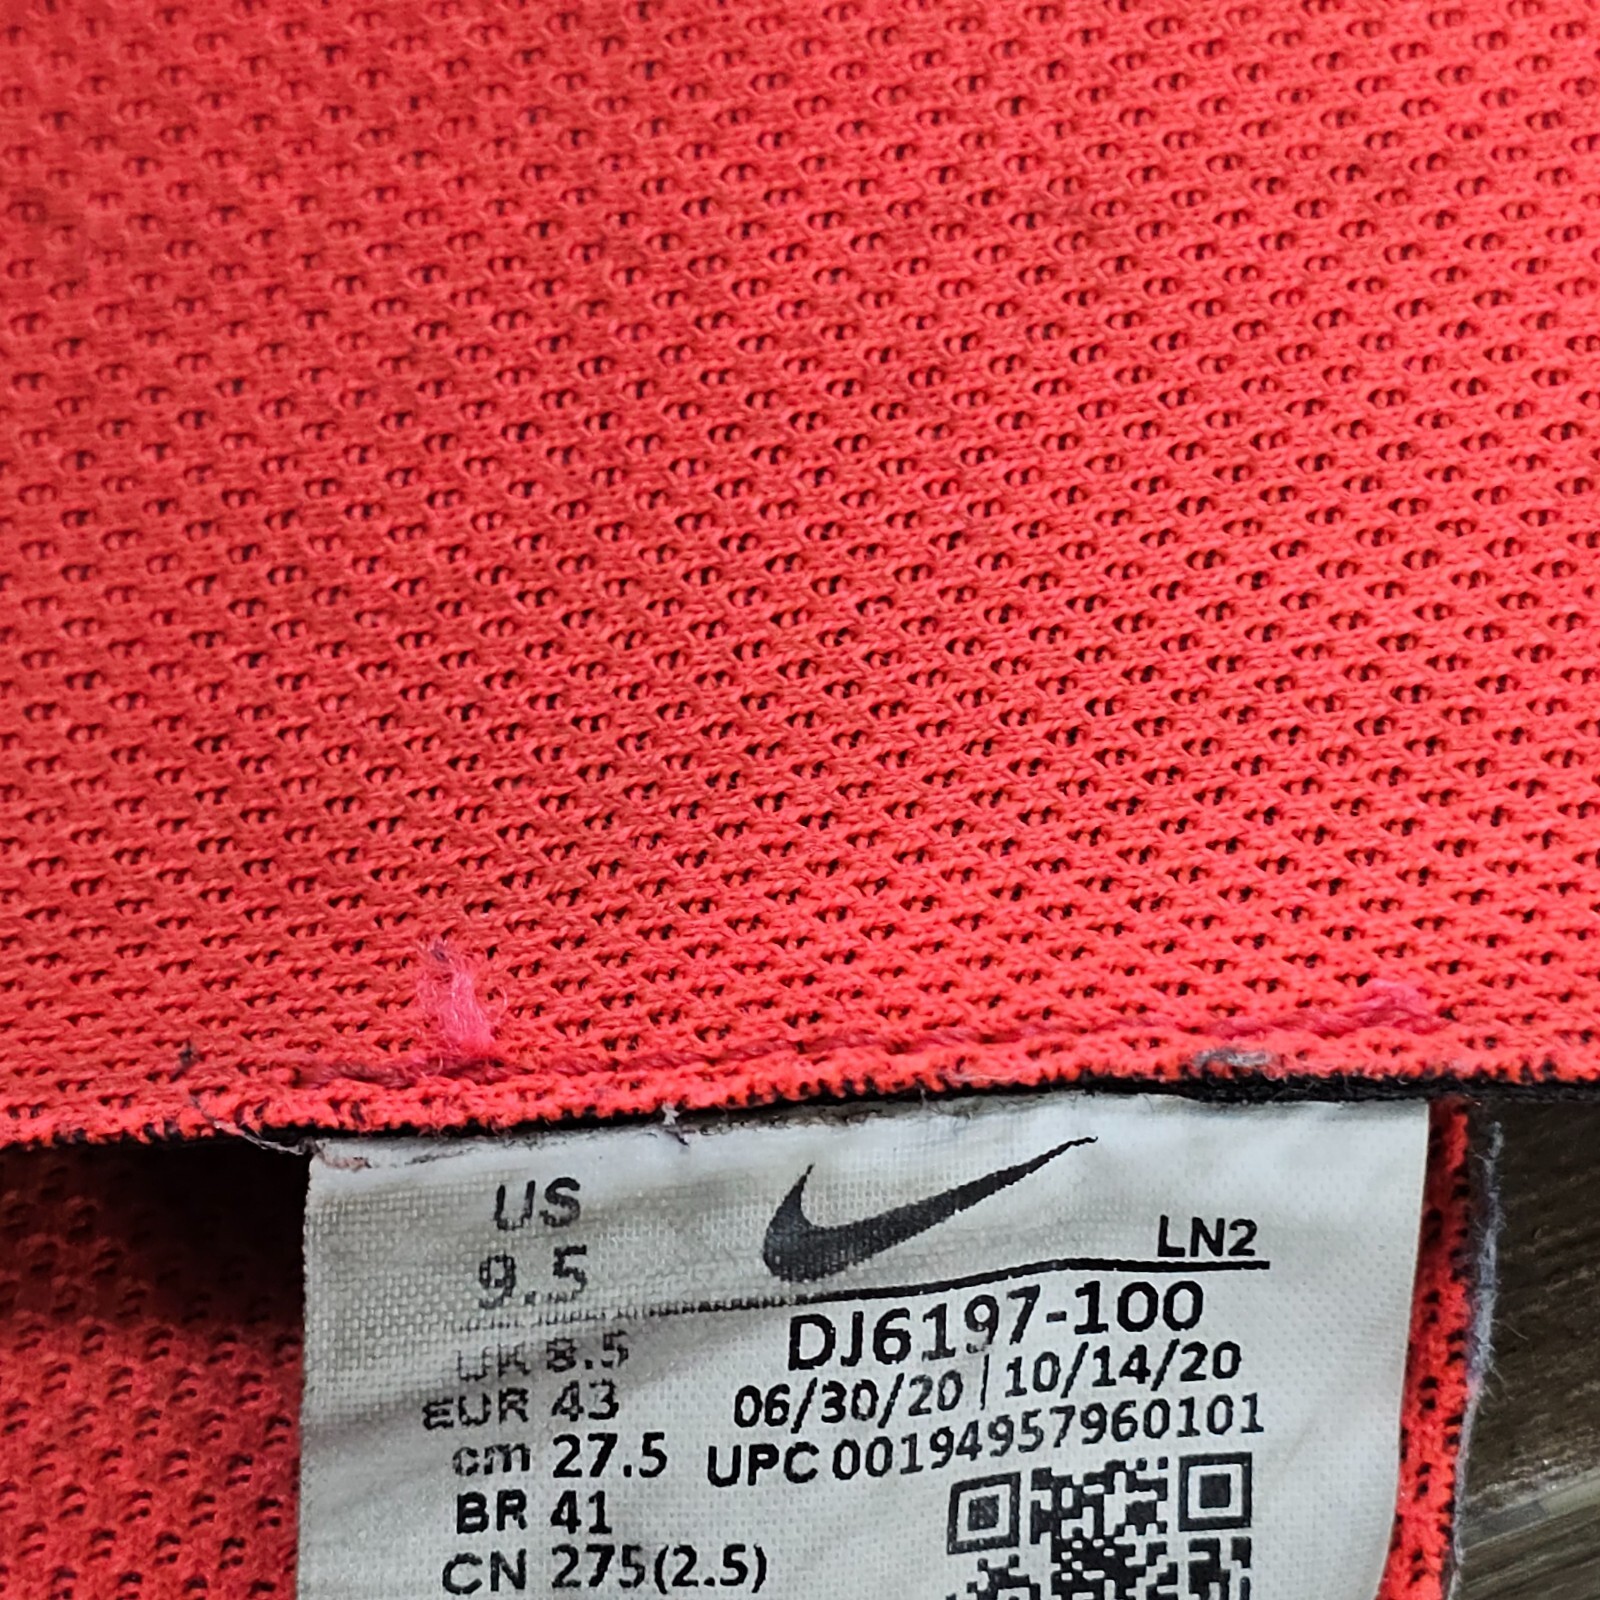 US
9.5
LN2
DJ6197-100
06/30/20 | 10/14/20
UPC 00194957960101
UK 8.5
EUR 43
cm 27.5
BR 41
CN 275(2.5)